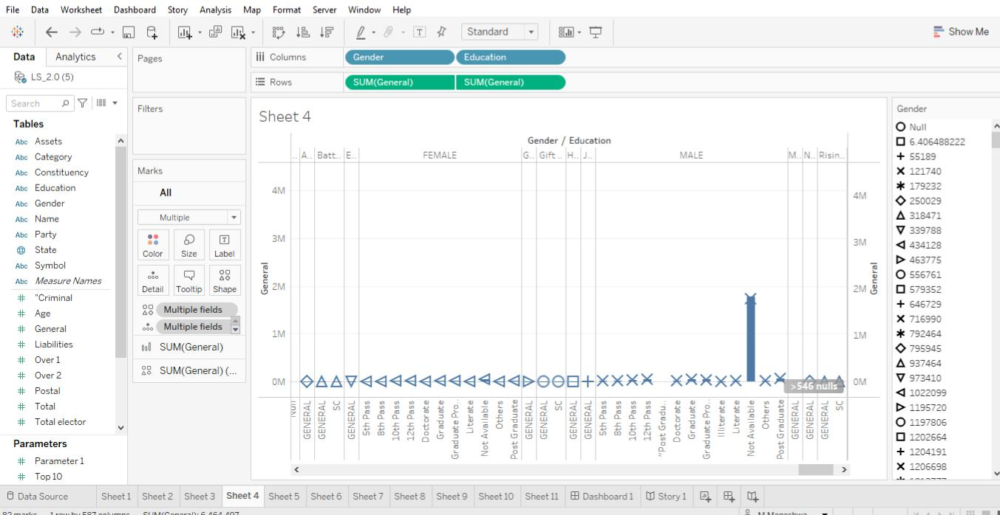 File Data Worksheet Dashboard Story Analysis Map Format Server Window Help
Standard
Show Me
Data Analytics
LS_2.0 (5)
Search
Tables
Abc Assets
Abc Category
Abc Constituency
Abc Education
Abc Gender
Abc Name
Abc Party
State
Abc Symbol
Abc Measure Names
# "Criminal
# Age
# General
# Liabilities
# Over 1
# Over 2
# Postal
# Total
# Total elector
Parameters
# Parameter 1
# Top 10
Pages
Filters
Marks
All
Multiple
Color Size Label
Detail Tooltip Shape
Multiple fields
Multiple fields
SUM(General)
SUM(General) (...
Columns Gender Education
Rows SUM(General) SUM(General)
Sheet 4
Gender / Education
.. A.. Batt.. E.. FEMALE G.. Gift .. H.. J.. MALE M.. N.. Risin..
General
4M
3M
2M
1M
0M
4M
3M
2M
1M
0M
General
>546 nulls
Null
GENERAL
GENERAL
SC
GENERAL
5th Pass
8th Pass
10th Pass
12th Pass
Doctorate
Graduate
Graduate Pro..
Literate
Not Available
Others
Post Graduate
GENERAL
GENERAL
SC
GENERAL
GENERAL
5th Pass
8th Pass
10th Pass
12th Pass
"Post Gradu..
Doctorate
Graduate
Graduate Pro..
Illiterate
Literate
Not Available
Others
Post Graduate
GENERAL
GENERAL
GENERAL
SC
Gender
Null
6.406488222
55189
121740
179232
250029
318471
339788
434128
463775
556761
579352
646729
716990
792464
795945
937464
973410
1022099
1195720
1197806
1202664
1204191
1206698
Data Source Sheet 1 Sheet 2 Sheet 3 Sheet 4 Sheet 5 Sheet 6 Sheet 7 Sheet 8 Sheet 9 Sheet 10 Sheet 11 Dashboard 1 Story 1
82 marks 1 row by 587 columns SUM(General): 6,464,407